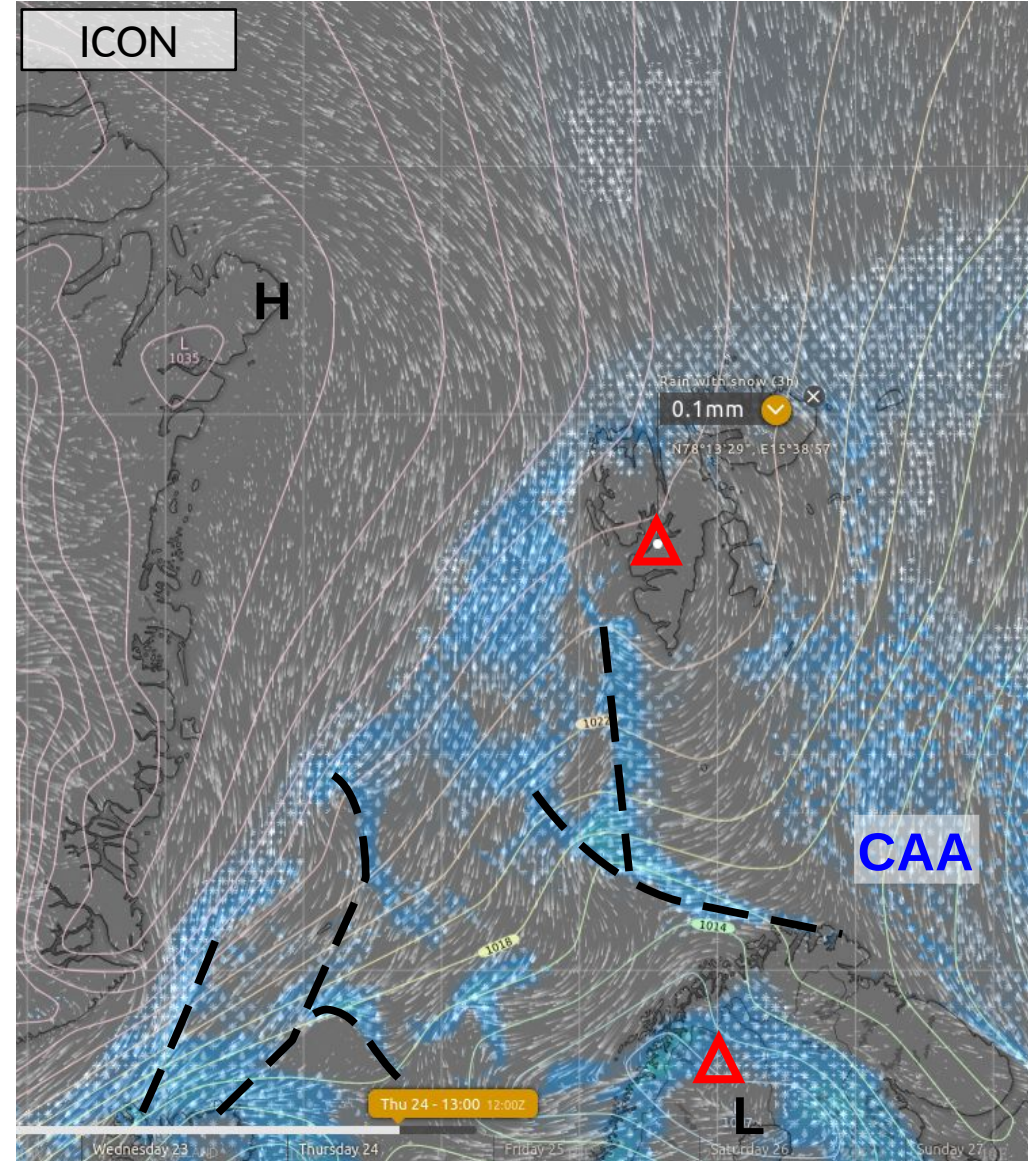 ICON
H
L
1035
Rain with snow (3h)
0.1mm
N78°13'29", E15°38'57"
1022
CAA
1014
1018
L
Thu 24 - 13:00 12:00Z
Wednesday 23
Thursday 24
Friday 25
Saturday 26
Sunday 27